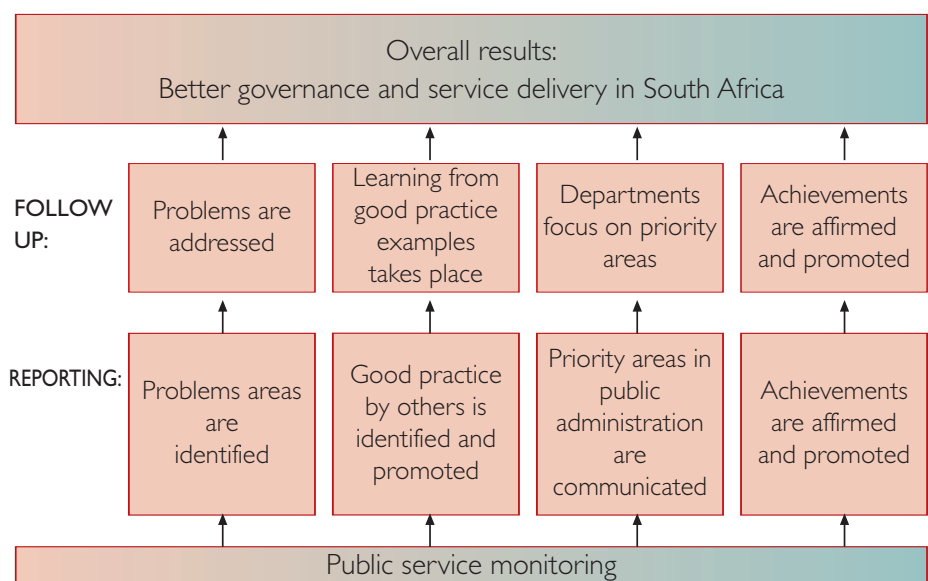 Overall results:
Better governance and service delivery in South Africa
FOLLOW
UP:
Problems are
addressed
Learning from
good practice
examples
takes place
Departments
focus on priority
areas
Achievements
are affirmed
and promoted
REPORTING:
Problems areas
are
identified
Good practice
by others is
identified and
promoted
Priority areas in
public
administration
are
communicated
Achievements
are affirmed
and promoted
Public service monitoring